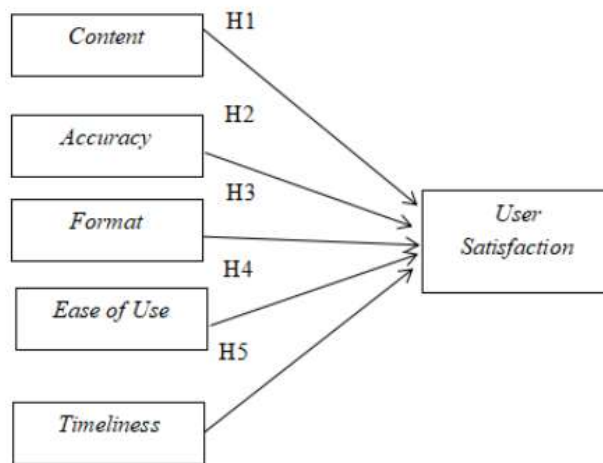 Content
H1
H2
Accuracy
H3
Format
User
Satisfaction
H4
Ease of Use
H5
Timeliness